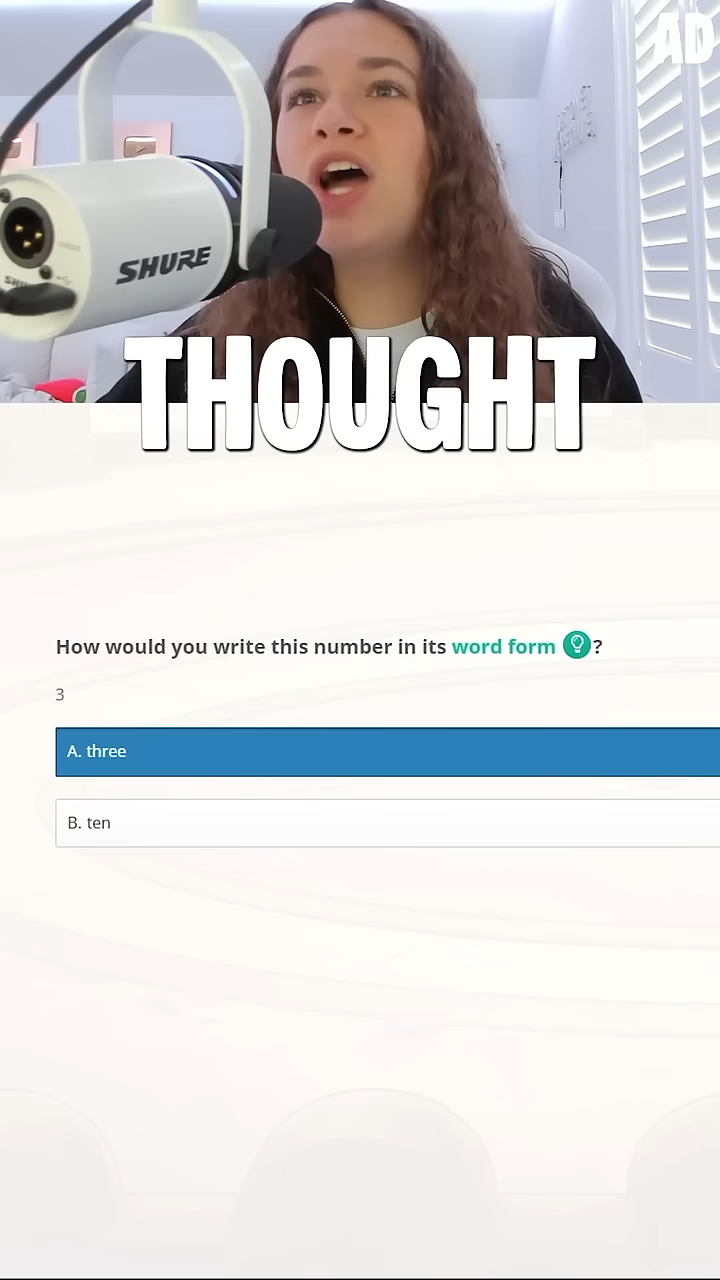 AD
SHURE
THOUGHT
How would you write this number in its word form ?
3
A. three
B. ten